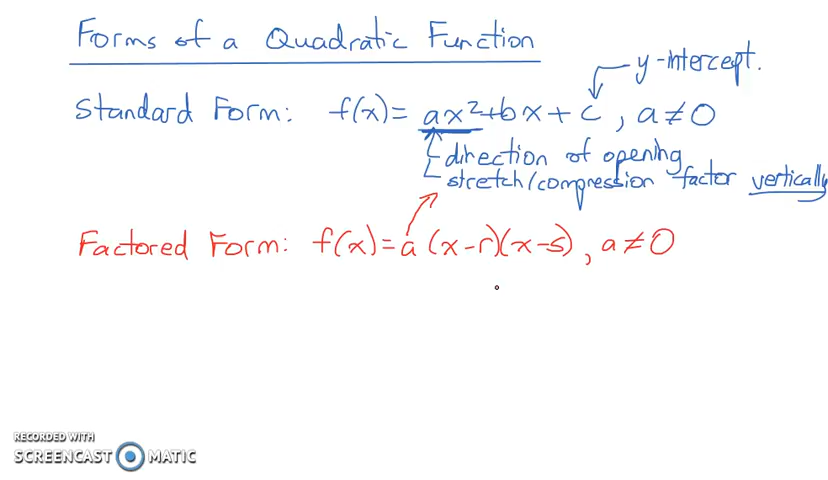 Forms of a Quadratic Function
y-intercept.
Standard Form: f(x) = ax²+bx + c, a≠0
direction of opening
stretch/compression factor vertically
Factored Form: f(x) = a(x-r)(x-s), a≠0
RECORDED WITH
SCREENCAST MATIC